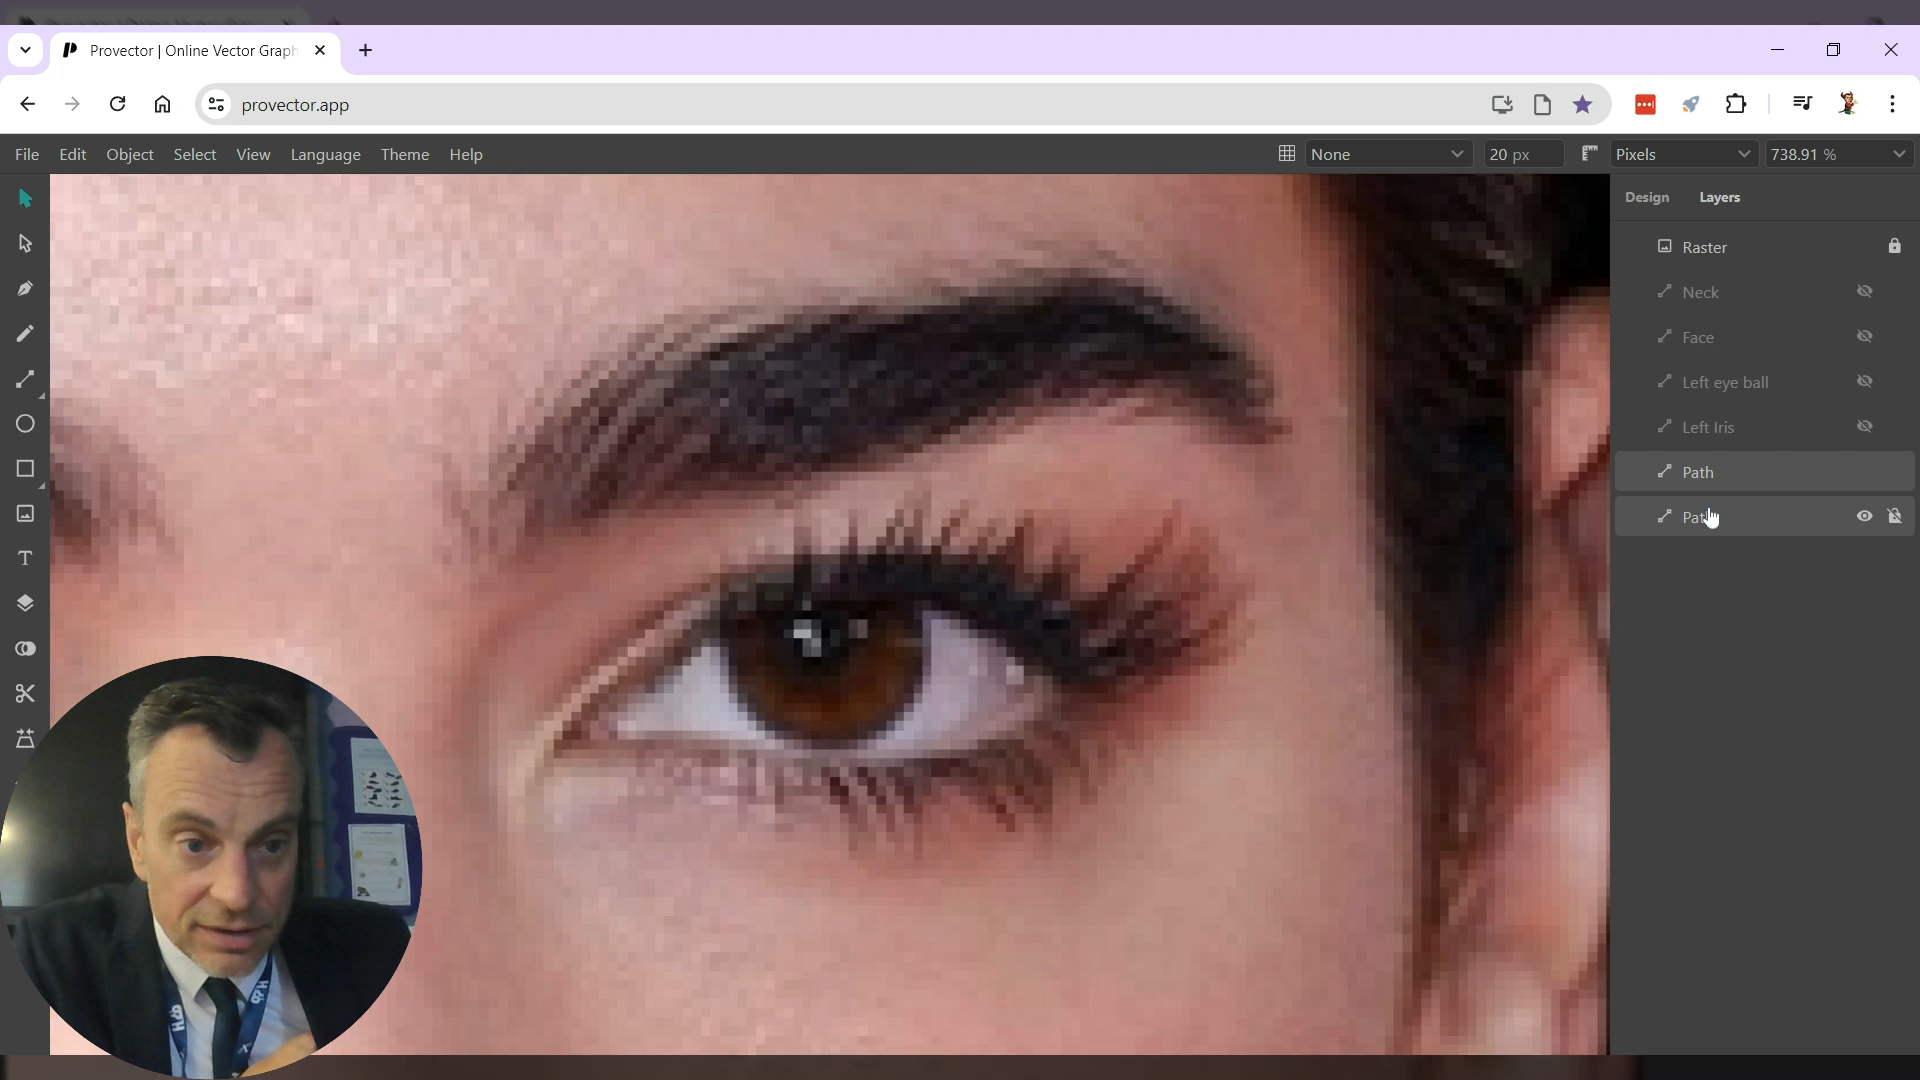 Provector | Online Vector Graph
provector.app
File Edit Object Select View Language Theme Help
None 20 px Pixels 738.91 %
Design Layers
Raster
Neck
Face
Left eye ball
Left Iris
Path